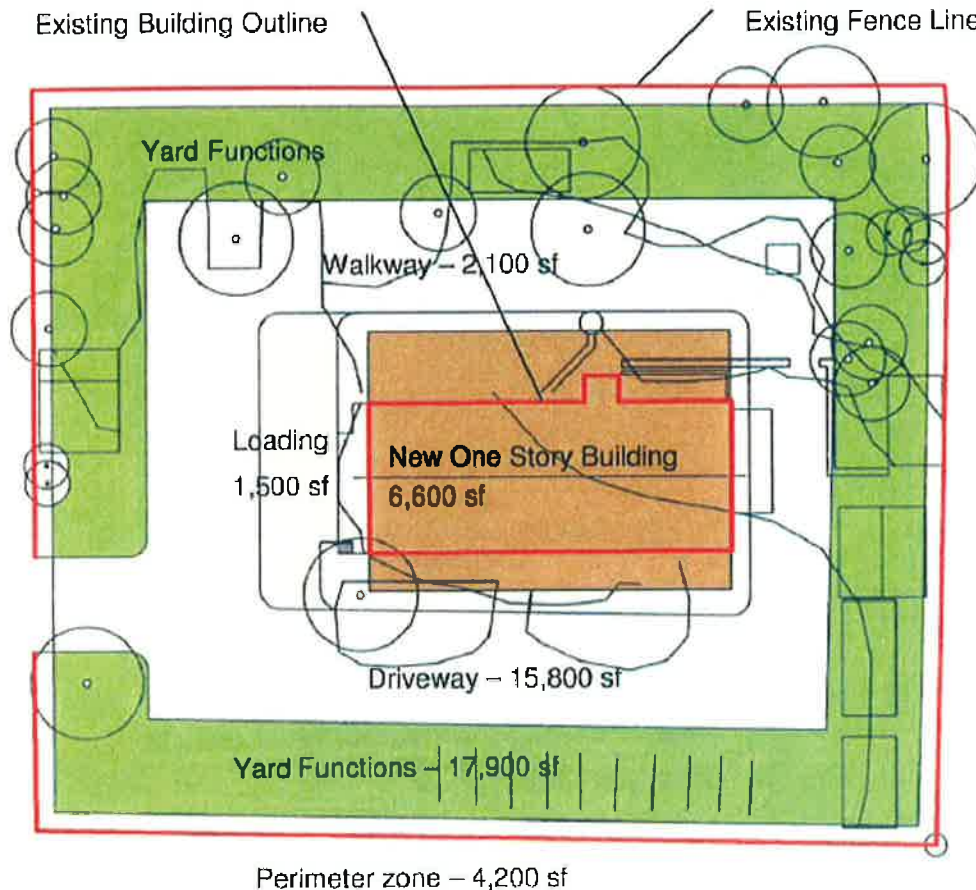 Existing Building Outline
Existing Fence Line
Yard Functions
Walkway – 2,100 sf
Loading
1,500 sf
New One Story Building
6,600 sf
Driveway – 15,800 sf
Yard Functions – 17,900 sf
Perimeter zone – 4,200 sf